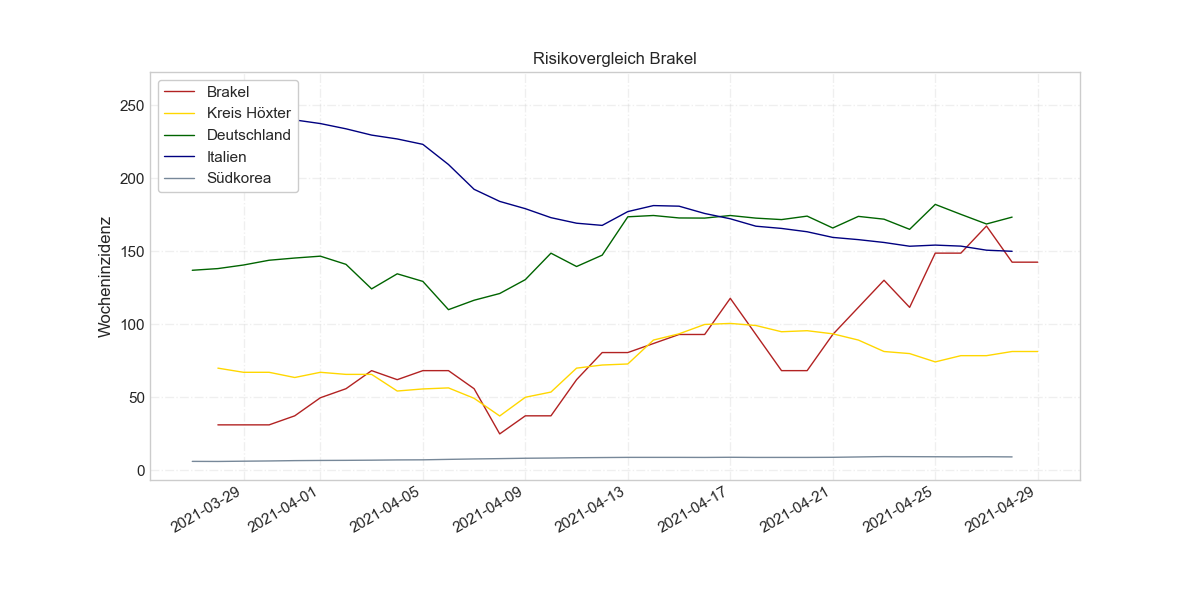 Risikovergleich Brakel
Brakel
Kreis Höxter
Deutschland
Italien
Südkorea
Wocheninzidenz
250
200
150
100
50
0
2021-03-29
2021-04-01
2021-04-05
2021-04-09
2021-04-13
2021-04-17
2021-04-21
2021-04-25
2021-04-29